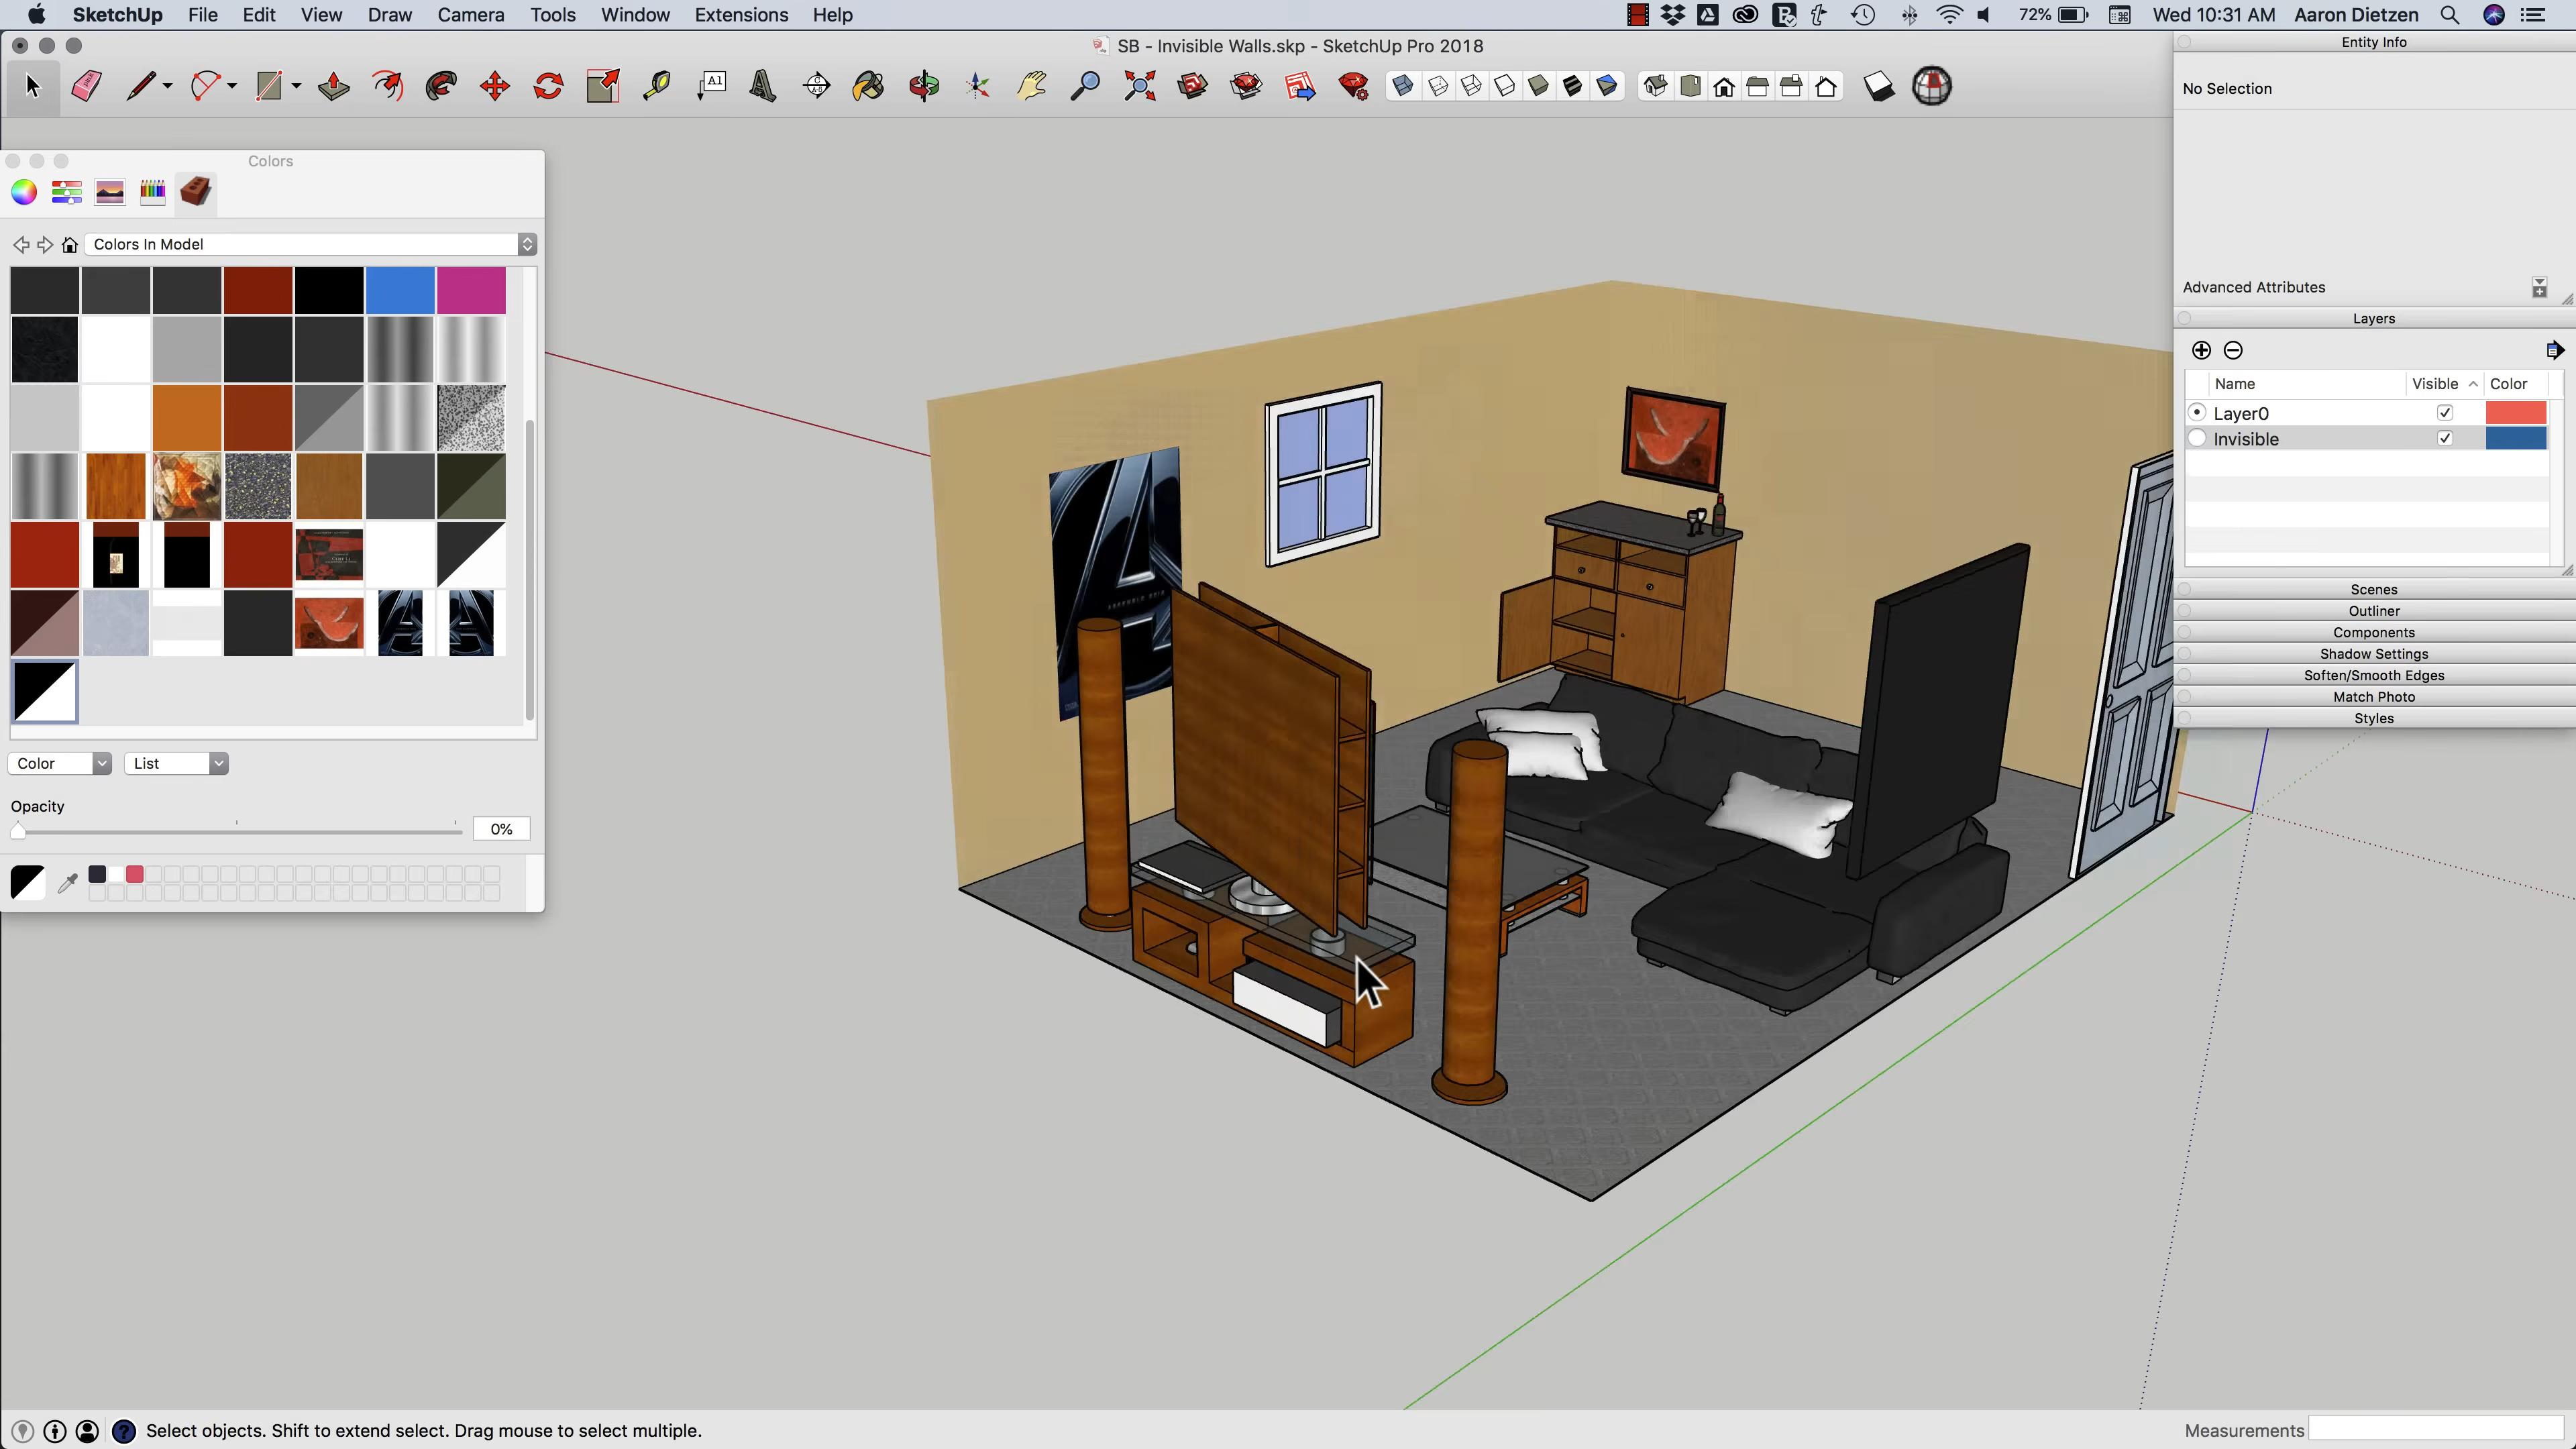 SketchUp File Edit View Draw Camera Tools Window Extensions Help 72% Wed 10:31 AM Aaron Dietzen
SB - Invisible Walls.skp - SketchUp Pro 2018
Entity Info
No Selection
Advanced Attributes
Layers
Name Visible Color
Layer0
Invisible
Scenes
Outliner
Components
Shadow Settings
Soften/Smooth Edges
Match Photo
Styles
A1
Colors
Colors In Model
Color List
Opacity
0%
Select objects. Shift to extend select. Drag mouse to select multiple.
Measurements